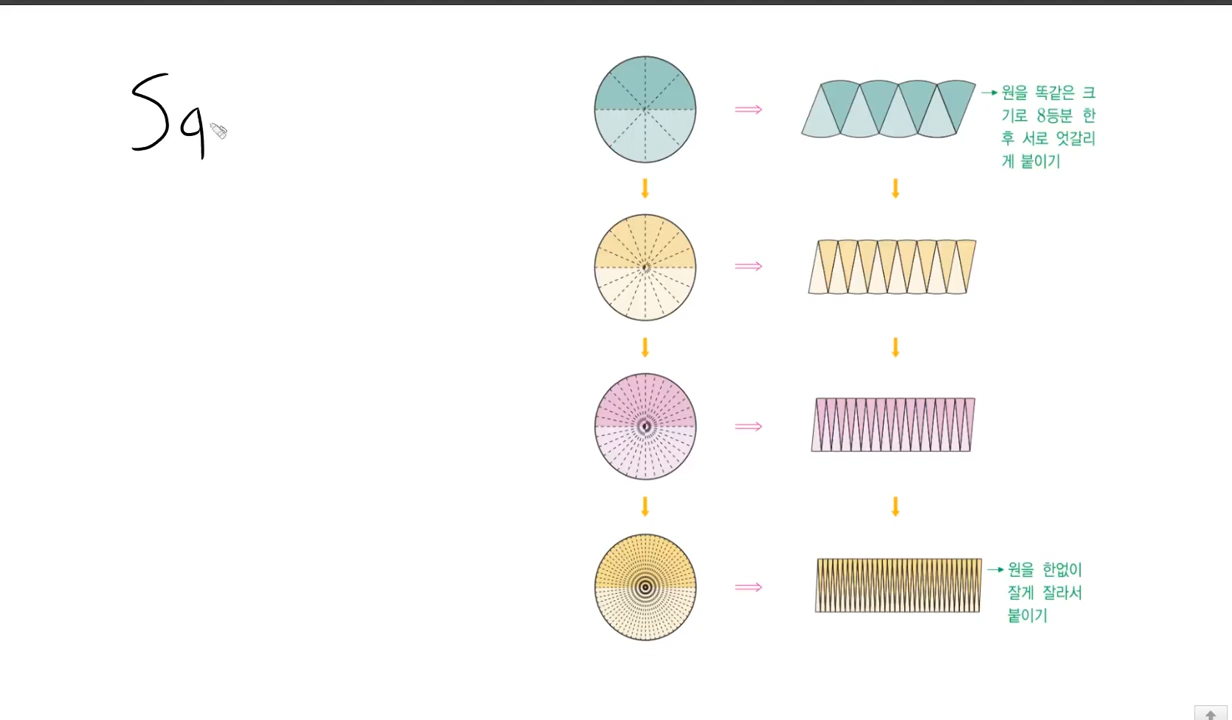 Sq
→ 원을 똑같은 크
기로 8등분 한
후 서로 엇갈리
게 붙이기
→ 원을 한없이
잘게 잘라서
붙이기